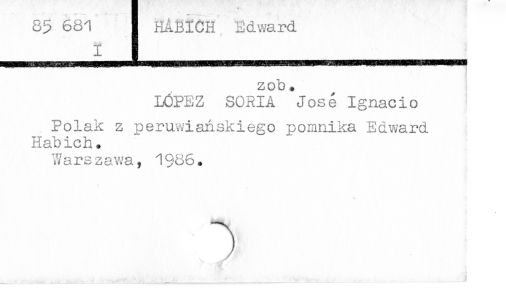 85 681
I
HABICH Edward
zob.
LÓPEZ SORIA José Ignacio
Polak z peruwiańskiego pomnika Edward
Habich.
Warszawa, 1986.